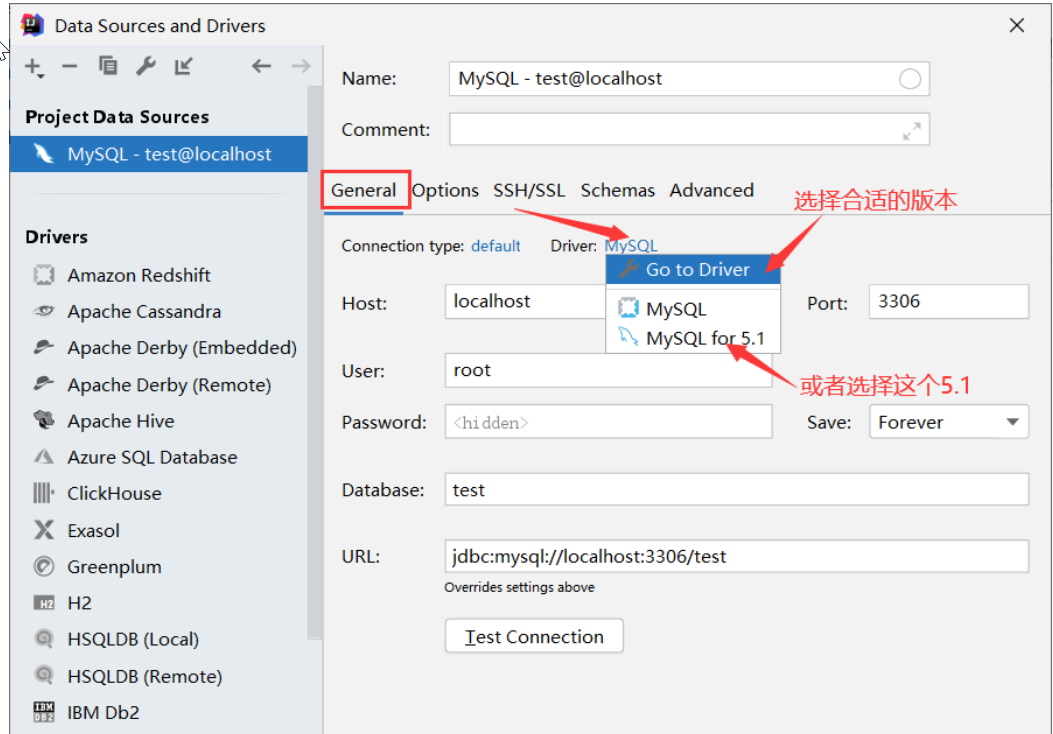 Data Sources and Drivers
Project Data Sources
MySQL - test@localhost
Drivers
Amazon Redshift
Apache Cassandra
Apache Derby (Embedded)
Apache Derby (Remote)
Apache Hive
Azure SQL Database
ClickHouse
Exasol
Greenplum
H2
H2
HSQLDB (Local)
HSQLDB (Remote)
IBM DB2
IBM Db2
Name: MySQL - test@localhost
Comment:
General Options SSH/SSL Schemas Advanced
选择合适的版本
Connection type: default Driver: MySQL
Go to Driver
MySQL
MySQL for 5.1
Host: localhost Port: 3306
或者选择这个5.1
User: root
Password: <hidden> Save: Forever
Database: test
URL: jdbc:mysql://localhost:3306/test
Overrides settings above
Test Connection